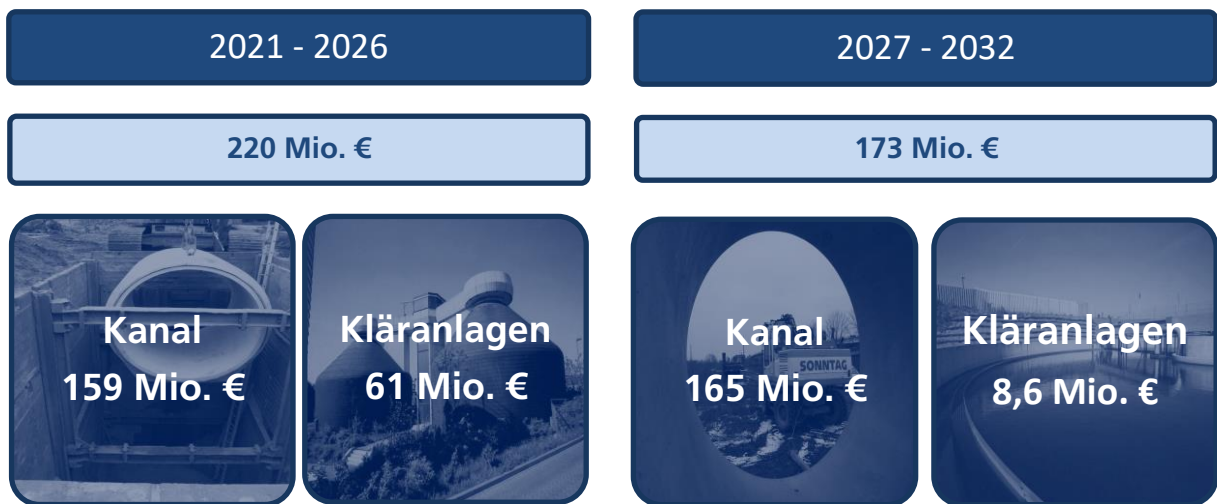 2021 - 2026
220 Mio. €
Kanal
159 Mio. €
Kläranlagen
61 Mio. €
2027 - 2032
173 Mio. €
Kanal
165 Mio. €
SONNTAG
Kläranlagen
8,6 Mio. €